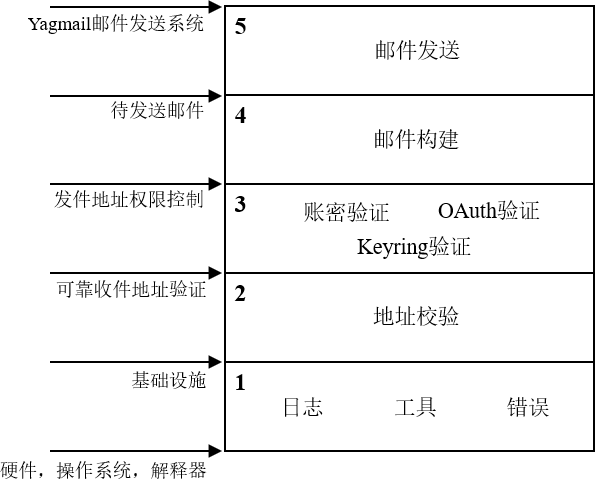 Yagmail邮件发送系统
5
邮件发送
待发送邮件
4
邮件构建
发件地址权限控制
3
账密验证 OAuth验证
Keyring验证
可靠收件地址验证
2
地址校验
基础设施
1
日志 工具 错误
硬件，操作系统，解释器